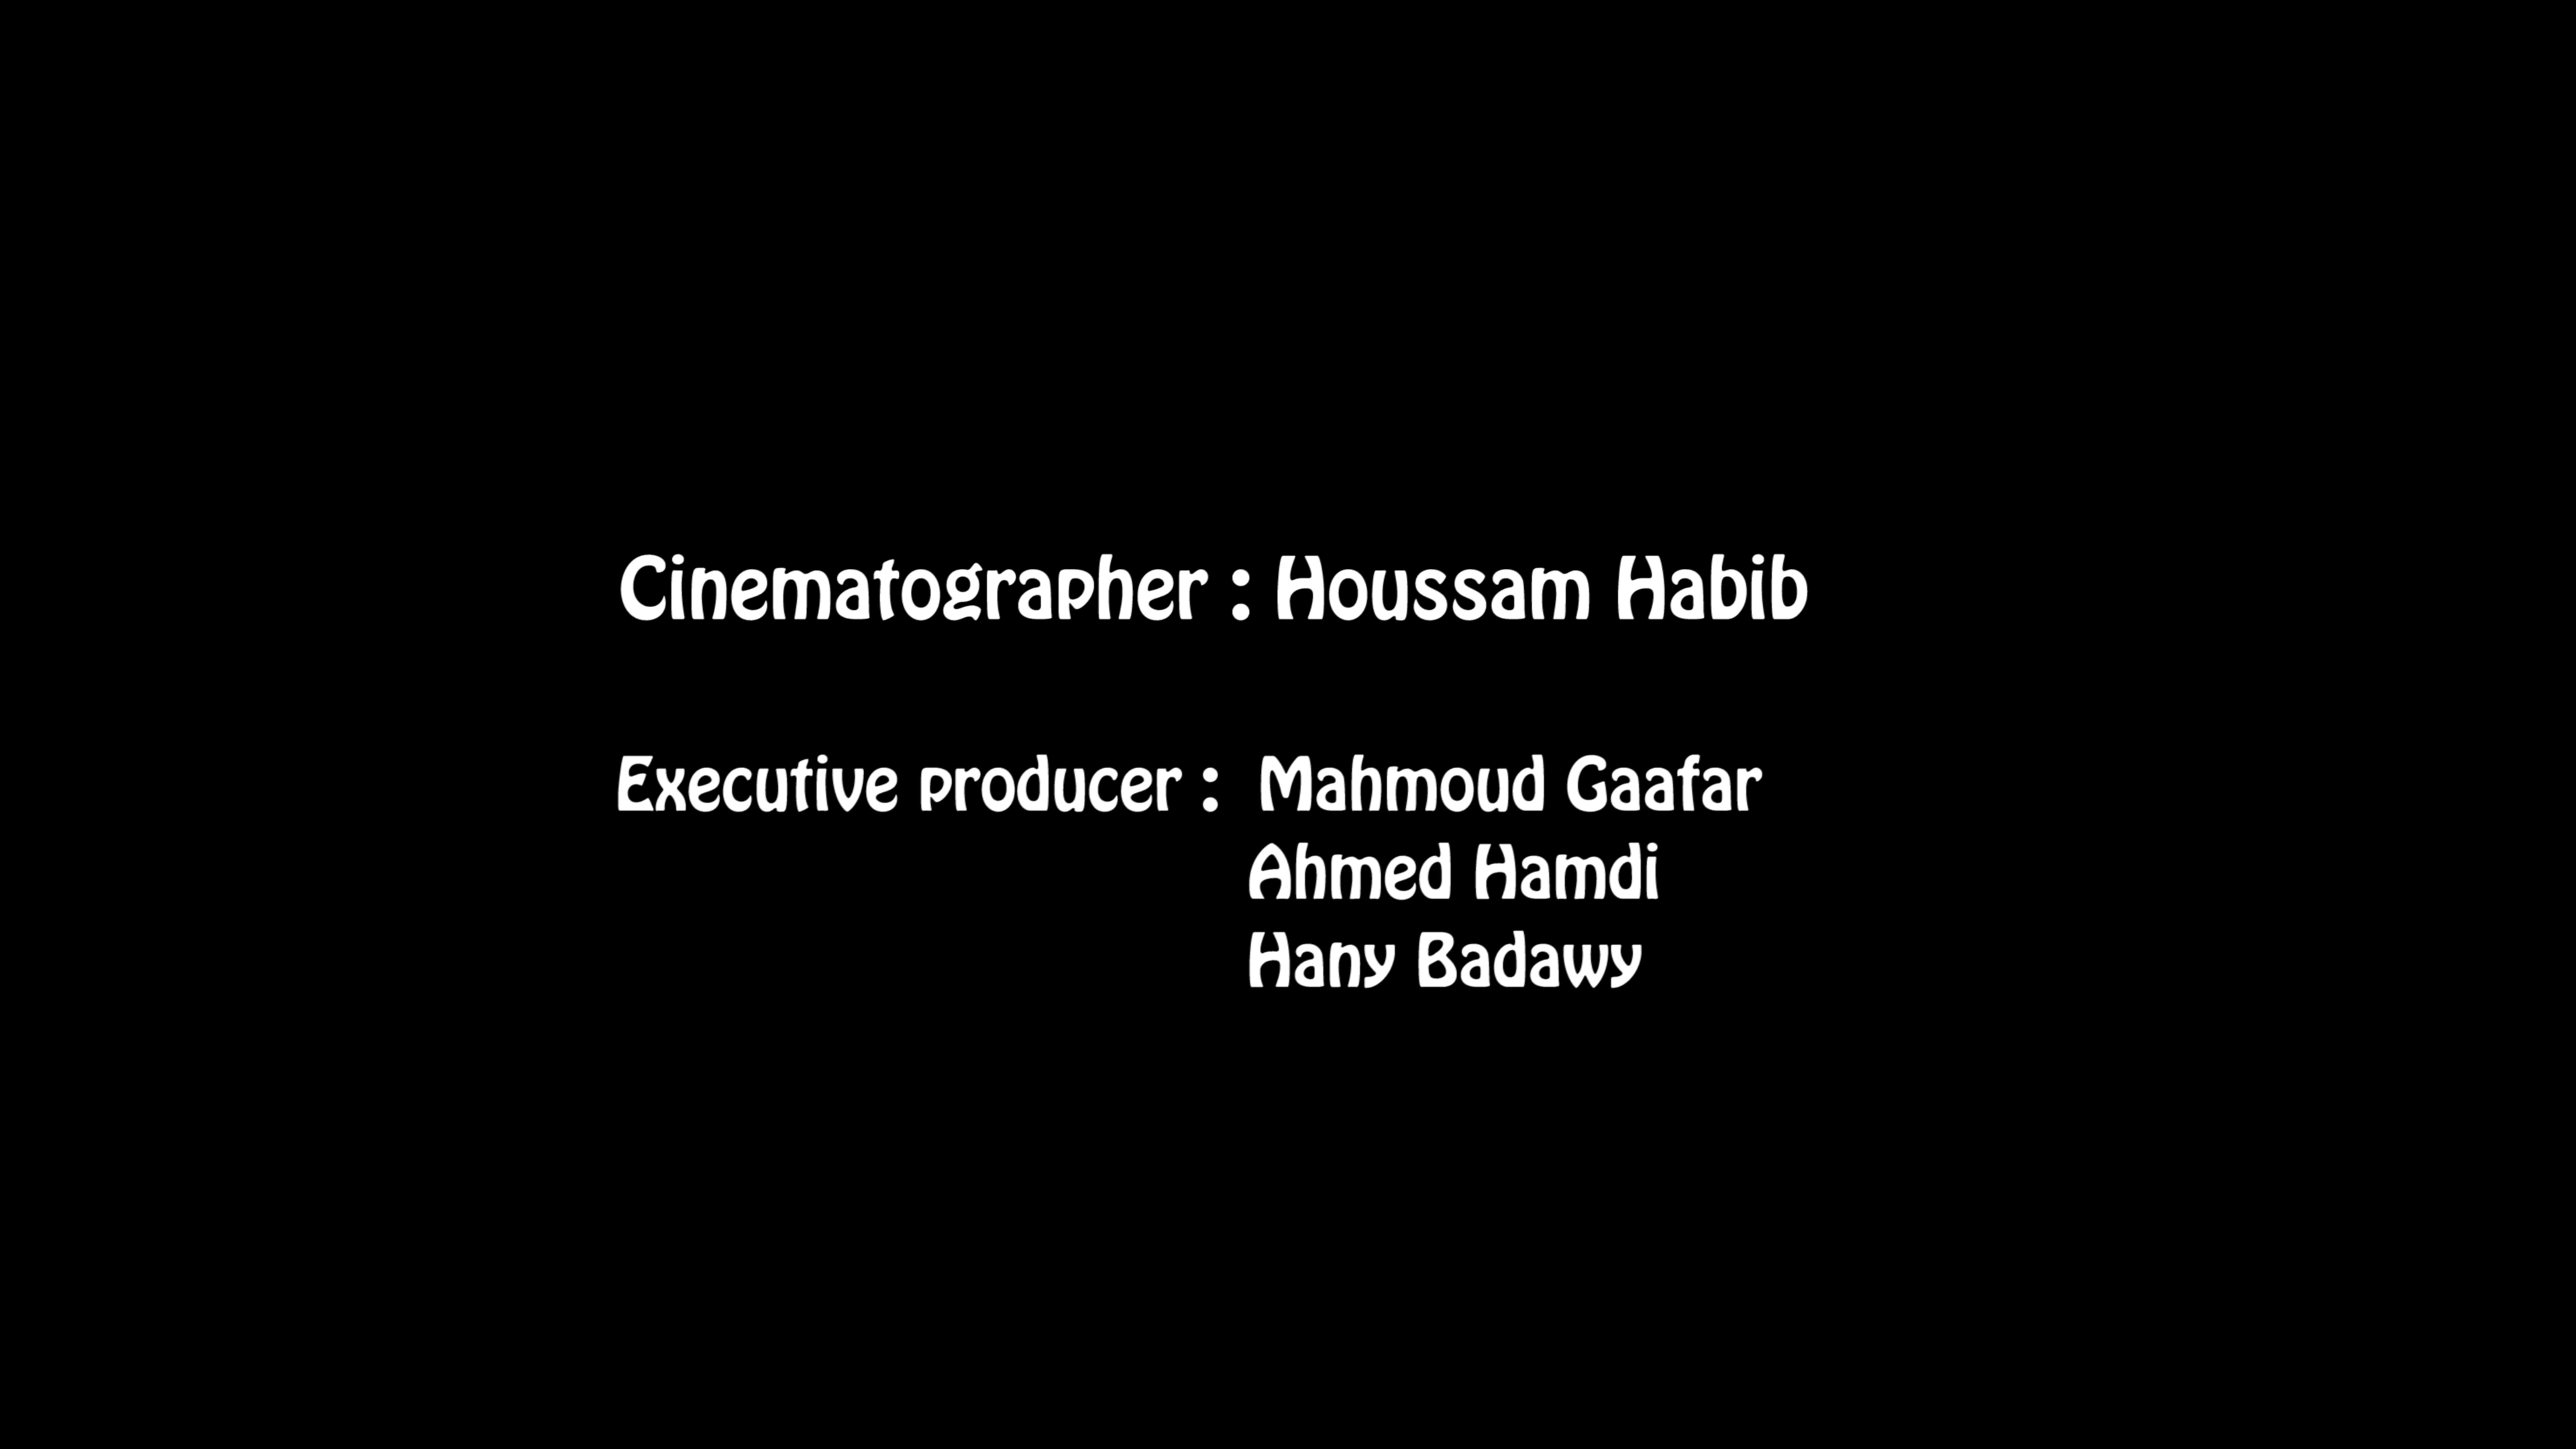 Cinematographer : Houssam Habib
Executive producer : Mahmoud Gaafar
Ahmed Hamdi
Hany Badawy